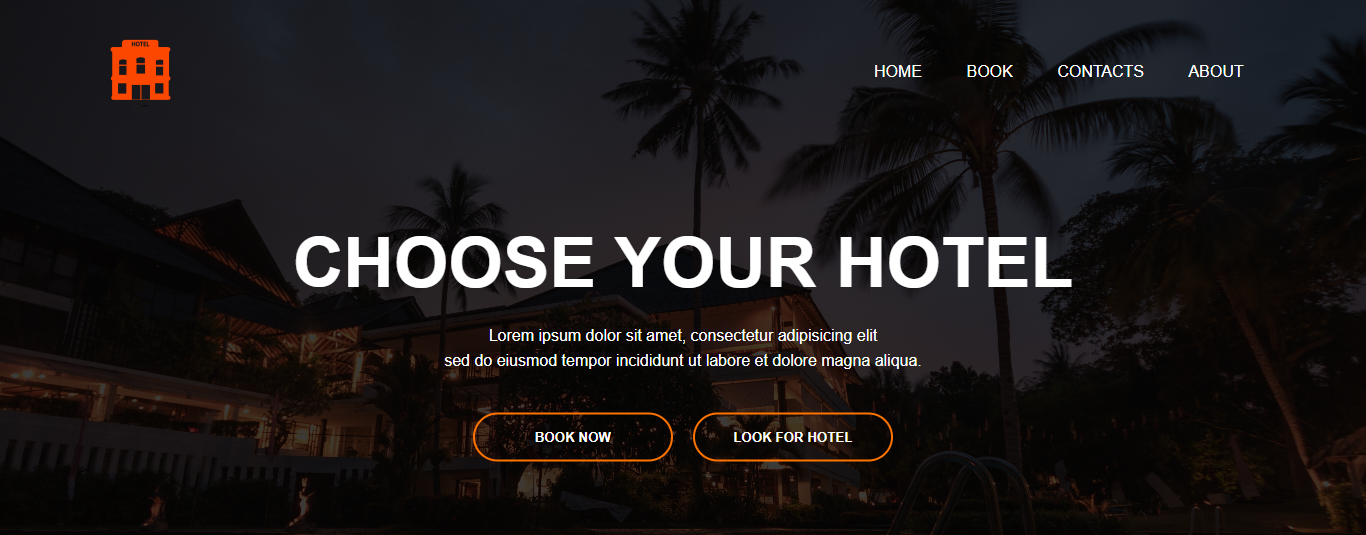 HOTEL
HOME BOOK CONTACTS ABOUT
CHOOSE YOUR HOTEL
Lorem ipsum dolor sit amet, consectetur adipisicing elit
sed do eiusmod tempor incididunt ut labore et dolore magna aliqua.
BOOK NOW LOOK FOR HOTEL